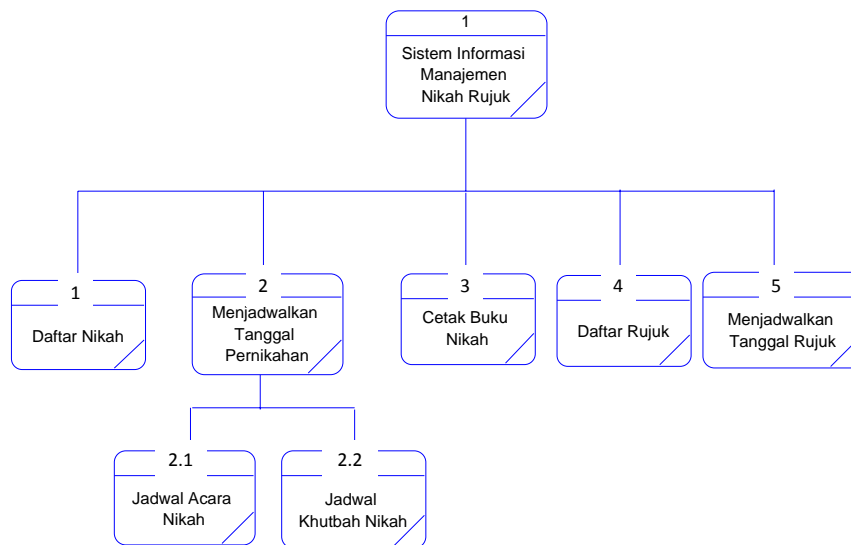 1
Sistem Informasi
Manajemen
Nikah Rujuk
1
Daftar Nikah
2
Menjadwalkan
Tanggal
Pernikahan
3
Cetak Buku
Nikah
4
Daftar Rujuk
5
Menjadwalkan
Tanggal Rujuk
2.1
Jadwal Acara
Nikah
2.2
Jadwal
Khutbah Nikah